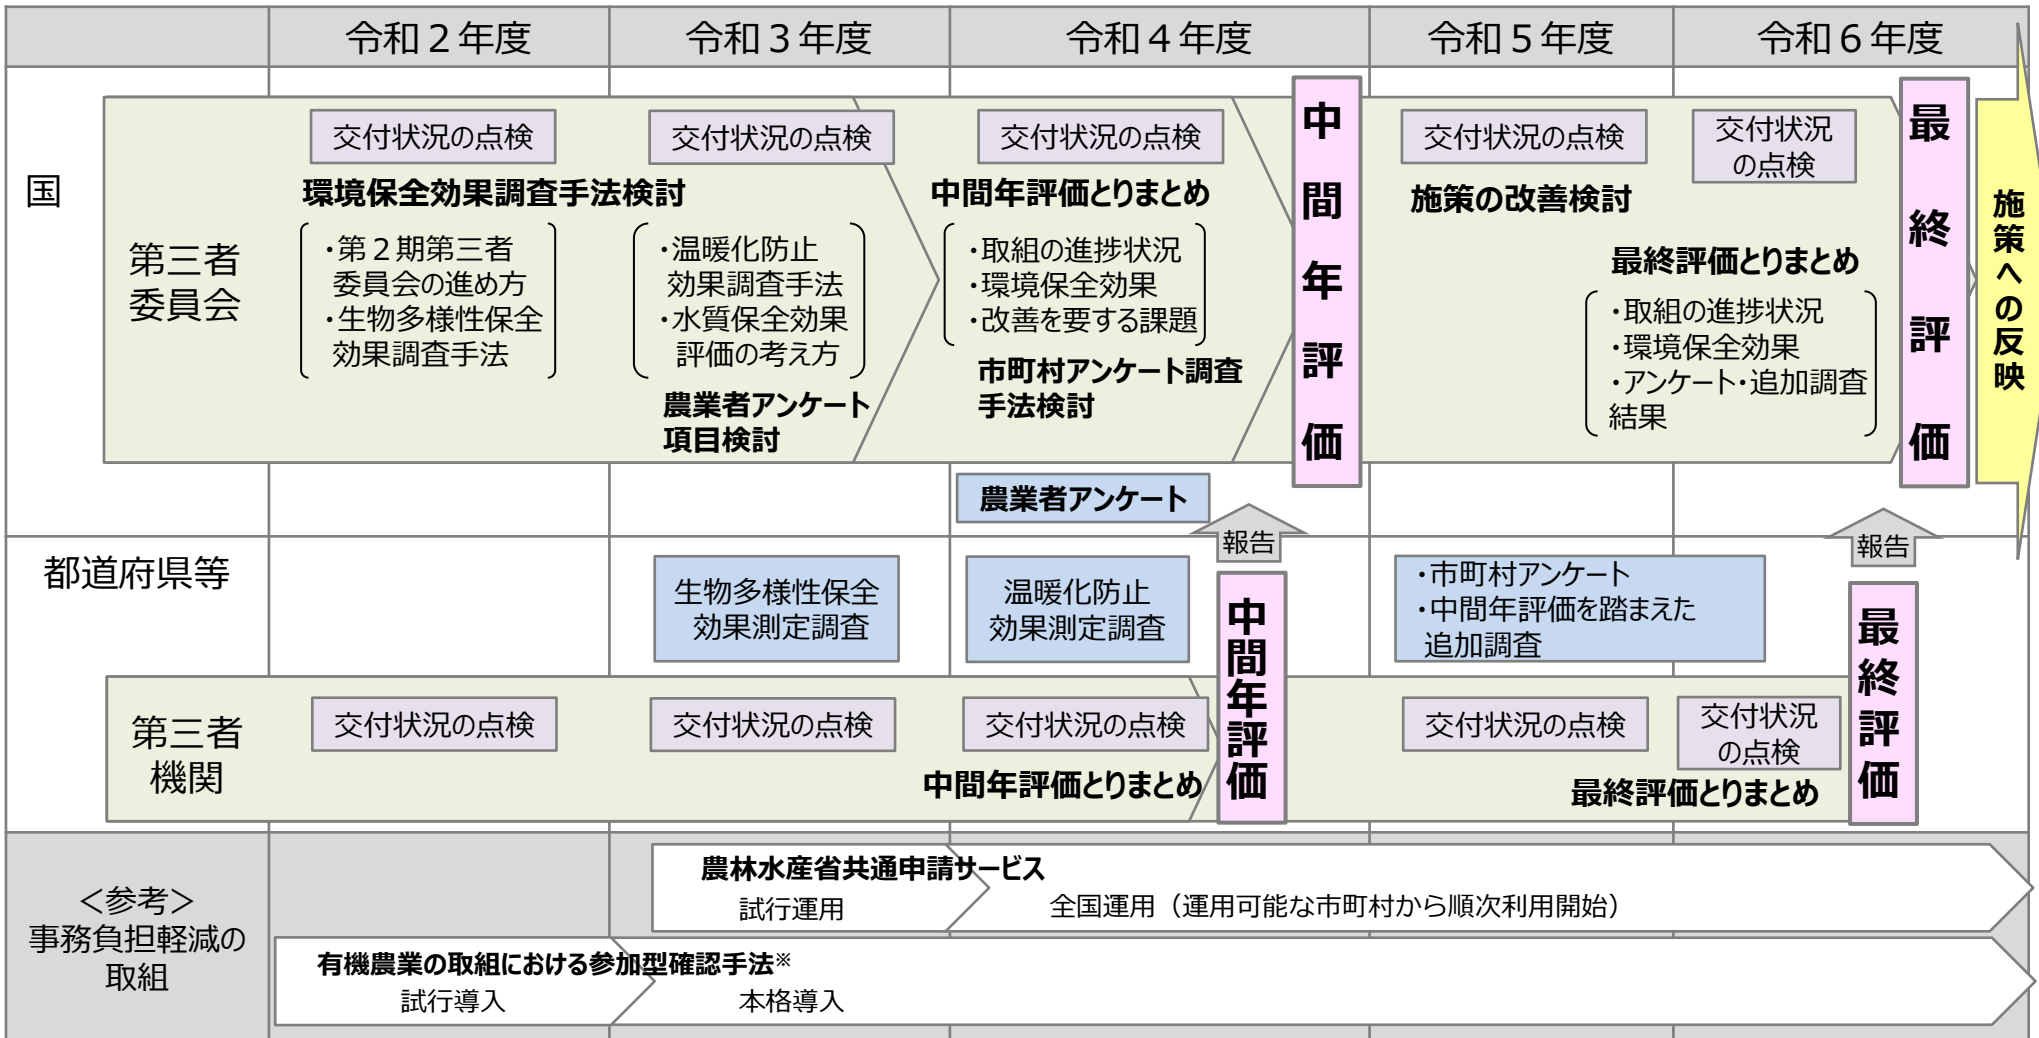 令和２年度
令和３年度
令和４年度
令和５年度
令和６年度
国
第三者
委員会
交付状況の点検
交付状況の点検
交付状況の点検
交付状況の点検
交付状況
の点検
環境保全効果調査手法検討
・第２期第三者
委員会の進め方
・生物多様性保全
効果調査手法
・温暖化防止
効果調査手法
・水質保全効果
評価の考え方
農業者アンケート
項目検討
中間年評価とりまとめ
・取組の進捗状況
・環境保全効果
・改善を要する課題
市町村アンケート調査
手法検討
中間年評価
施策の改善検討
最終評価とりまとめ
・取組の進捗状況
・環境保全効果
・アンケート・追加調査
結果
最終評価
施策への反映
農業者アンケート
報告
報告
都道府県等
生物多様性保全
効果測定調査
温暖化防止
効果測定調査
中間年評価
・市町村アンケート
・中間年評価を踏まえた
追加調査
最終評価
第三者
機関
交付状況の点検
交付状況の点検
交付状況の点検
交付状況の点検
交付状況
の点検
中間年評価とりまとめ
最終評価とりまとめ
＜参考＞
事務負担軽減の
取組
農林水産省共通申請サービス
試行運用
全国運用（運用可能な市町村から順次利用開始）
有機農業の取組における参加型確認手法※
試行導入
本格導入